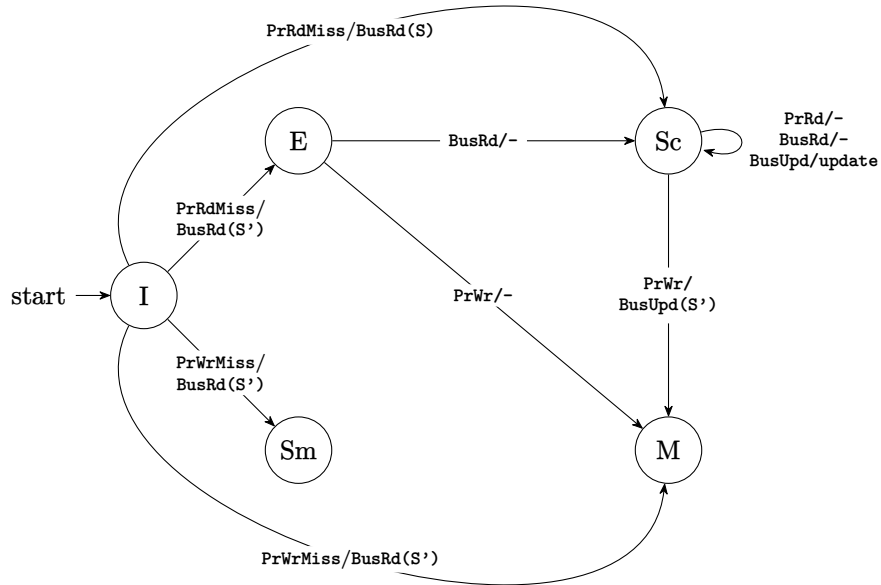 PrRdMiss/BusRd(S)
E
BusRd/-
Sc
PrRd/-
BusRd/-
BusUpd/update
PrRdMiss/
BusRd(S')
start
I
PrWr/-
PrWr/
BusUpd(S')
PrWrMiss/
BusRd(S')
Sm
M
PrWrMiss/BusRd(S')